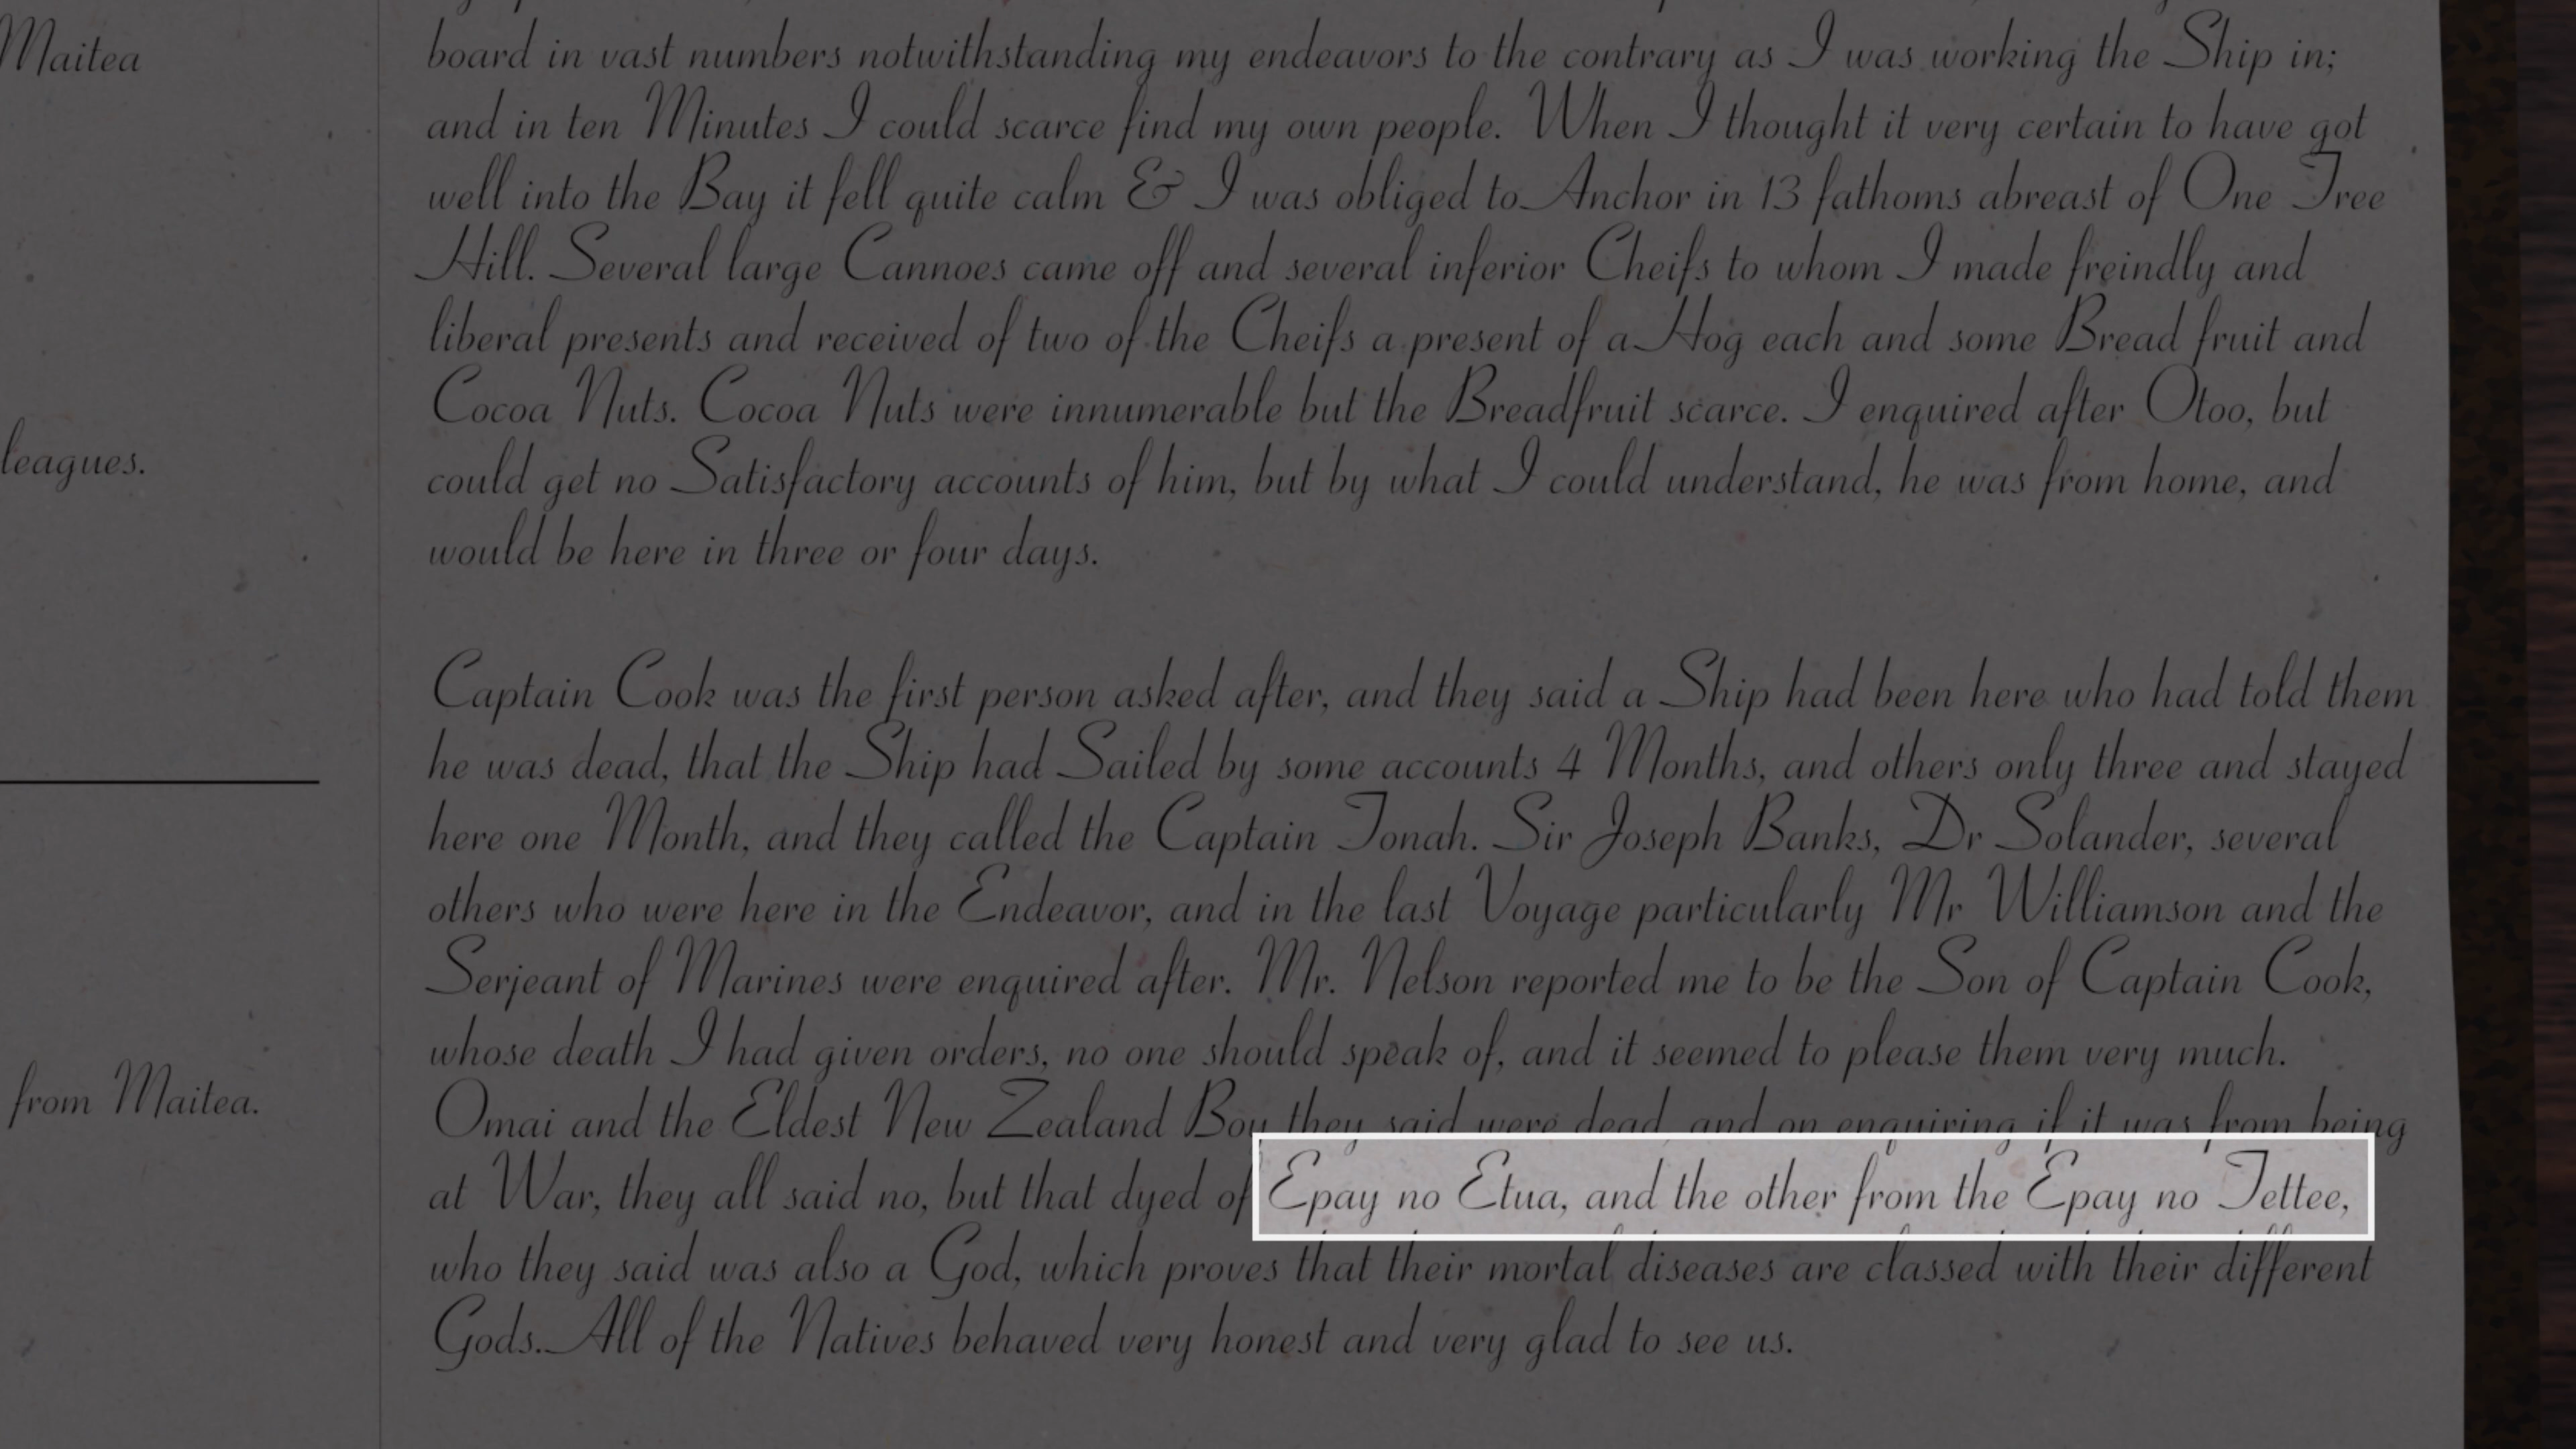 Maitea
board in vast numbers notwithstanding my endeavors to the contrary as I was working the Ship in;
and in ten Minutes I could scarce find my own people. When I thought it very certain to have got
well into the Bay it fell quite calm & I was obliged to Anchor in 13 fathoms abreast of One Tree
Hill. Several large Cannoes came off and several inferior Cheifs to whom I made freindly and
liberal presents and received of two of the Cheifs a present of a Hog each and some Bread fruit and
Cocoa Nuts. Cocoa Nuts were innumerable but the Breadfruit scarce. I enquired after Otoo, but
leagues.
could get no Satisfactory accounts of him, but by what I could understand, he was from home, and
would be here in three or four days.
Captain Cook was the first person asked after, and they said a Ship had been here who had told them
he was dead, that the Ship had Sailed by some accounts 4 Months, and others only three and stayed
here one Month, and they called the Captain Tonah. Sir Joseph Banks, Dr Solander, several
others who were here in the Endeavor, and in the last Voyage particularly Mr Williamson and the
Serjeant of Marines were enquired after. Mr. Nelson reported me to be the Son of Captain Cook,
whose death I had given orders, no one should speak of, and it seemed to please them very much.
from Maitea.
Omai and the Eldest New Zealand Boy they said were dead, and on enquiring if it was from being
at War, they all said no, but that dyed of Epay no Etua, and the other from the Epay no Tettee,
who they said was also a God, which proves that their mortal diseases are classed with their different
Gods. All of the Natives behaved very honest and very glad to see us.